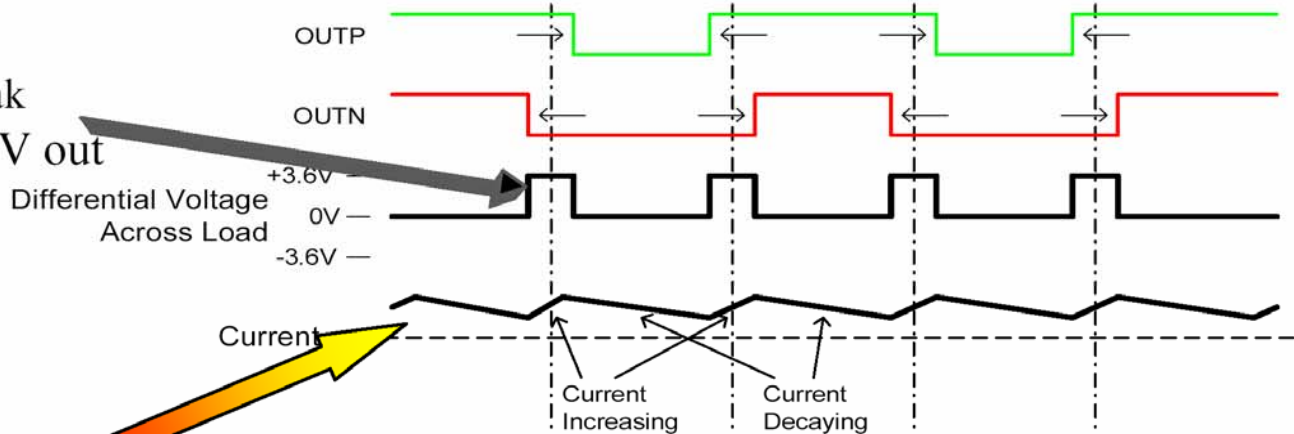 OUTP
OUTN
V out
+3.6V
Differential Voltage
Across Load
0V
-3.6V
Current
Current
Increasing
Current
Decaying